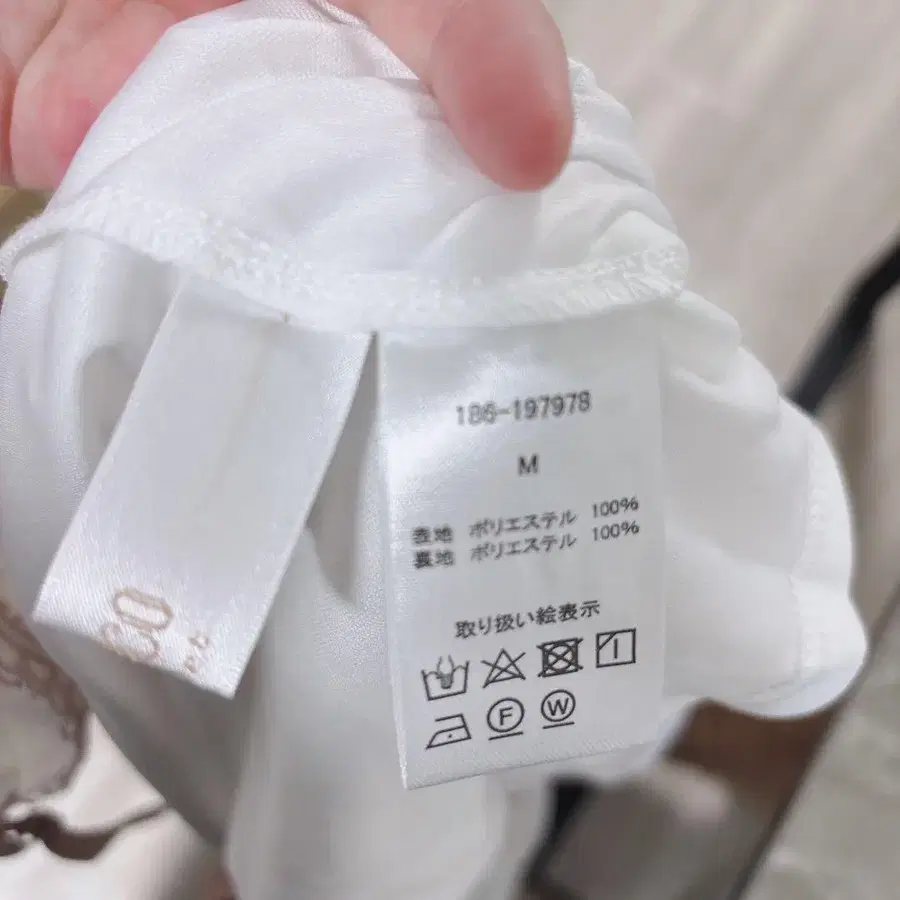 186-197978
M
表地 ポリエステル 100%
裏地 ポリエステル 100%
取り扱い絵表示
F
W